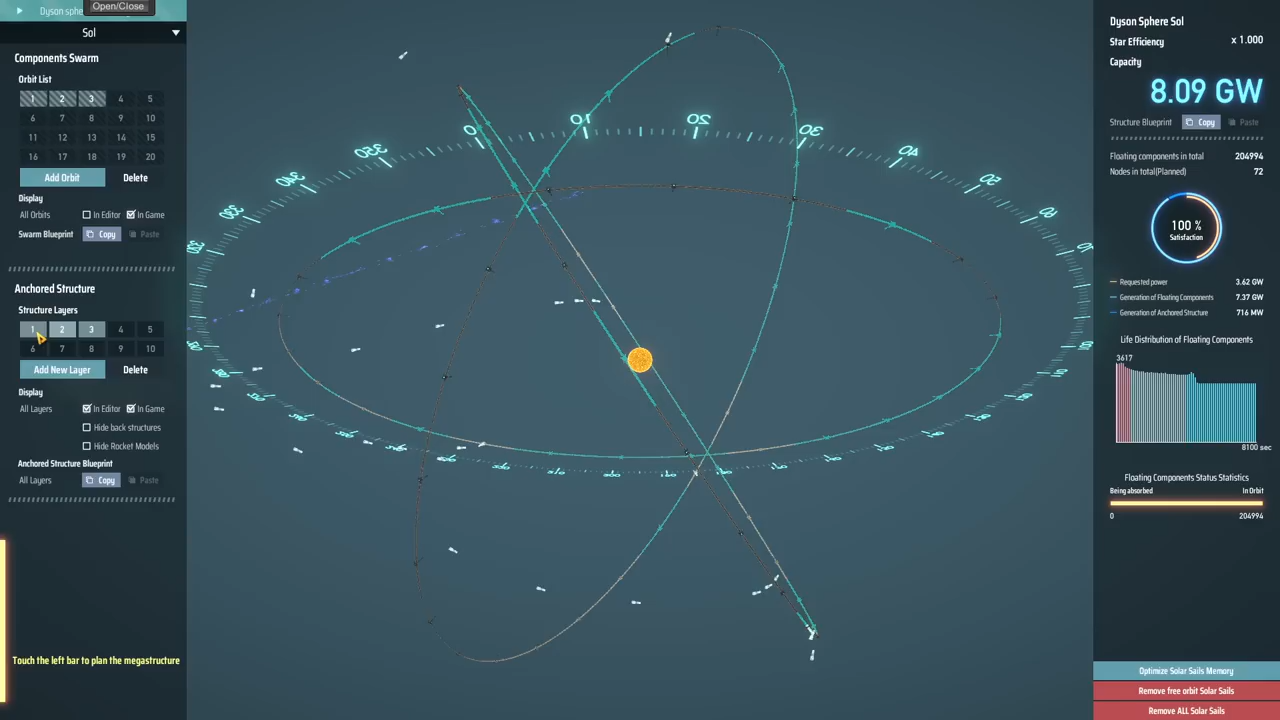 Dyson sphe
Open/Close
Sol
Components Swarm
Orbit List
1 2 3 4 5
6 7 8 9 10
11 12 13 14 15
16 17 18 19 20
Add Orbit Delete
Display
All Orbits In Editor In Game
Swarm Blueprint Copy Paste
Anchored Structure
Structure Layers
1 2 3 4 5
6 7 8 9 10
Add New Layer Delete
Display
All Layers In Editor In Game
Hide back structures
Hide Rocket Models
Anchored Structure Blueprint
All Layers Copy Paste
Touch the left bar to plan the megastructure
330
340
350
0
10
20
30
40
50
60
Dyson Sphere Sol
Star Efficiency x 1.000
Capacity
8.09 GW
Structure Blueprint Copy Paste
Floating components in total 204994
Nodes in total(Planned) 72
100 %
Satisfaction
Requested power 3.62 GW
Generation of Floating Components 7.37 GW
Generation of Anchored Structure 716 MW
Life Distribution of Floating Components
3617
8100 sec
Floating Components Status Statistics
Being absorbed In Orbit
0 204994
Optimize Solar Sails Memory
Remove free orbit Solar Sails
Remove ALL Solar Sails